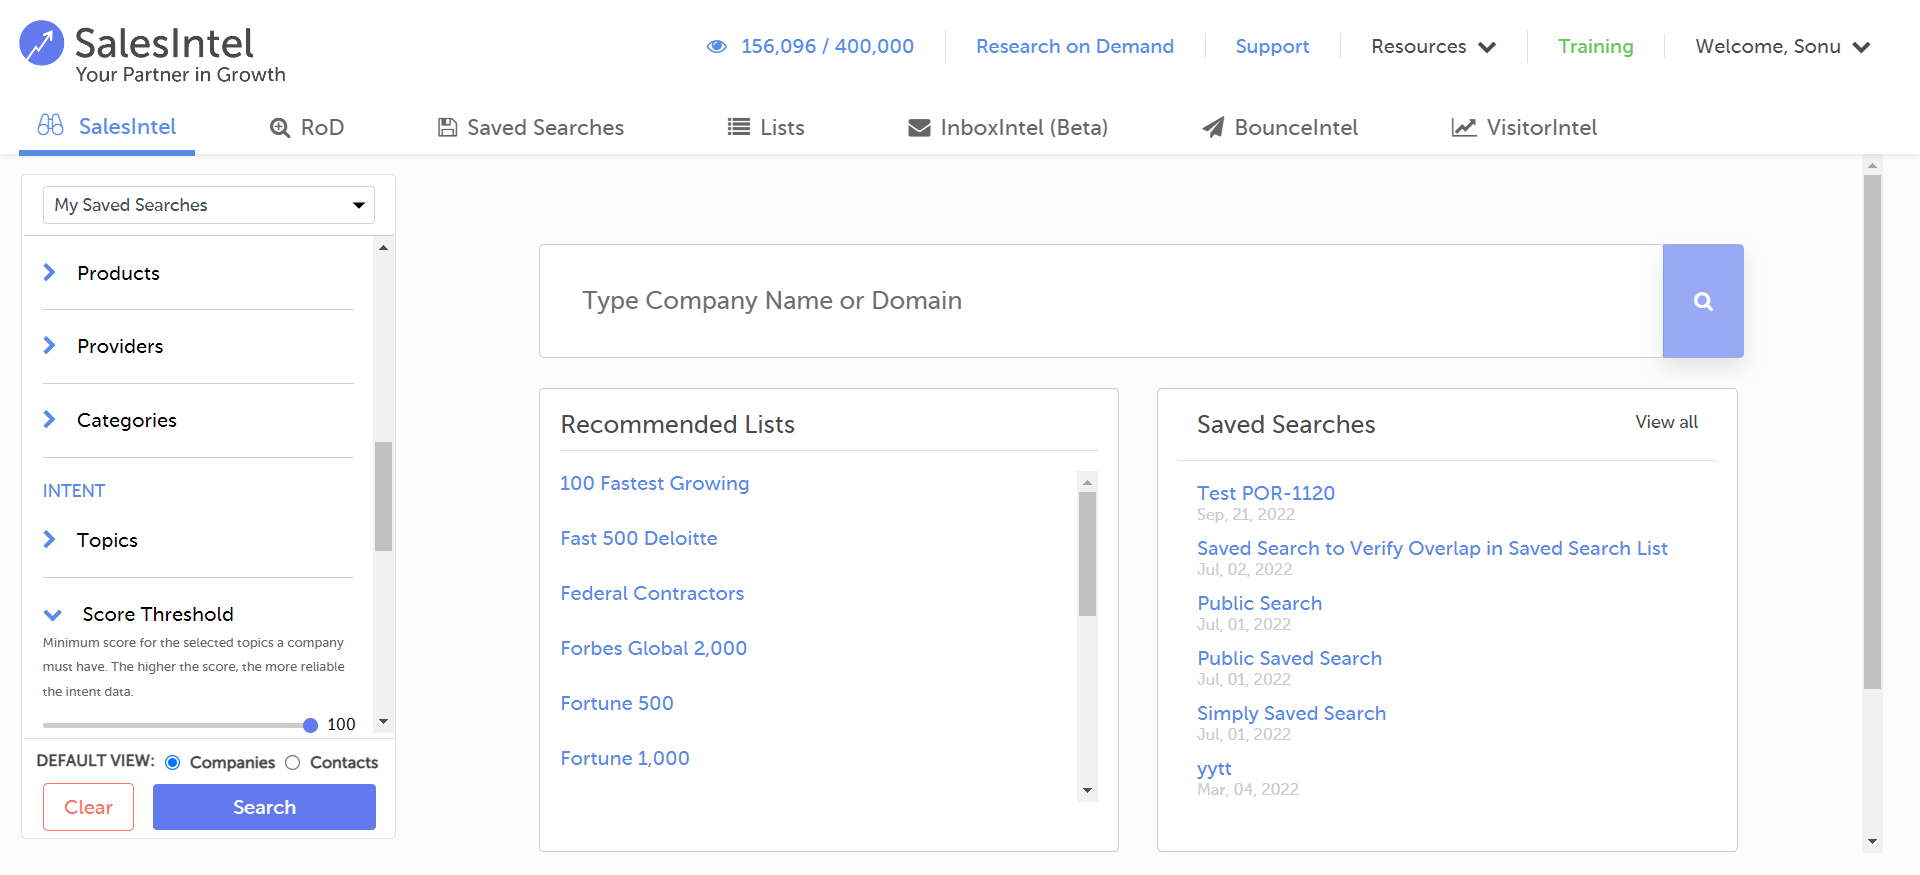 SalesIntel
Your Partner in Growth
156,096 / 400,000
Research on Demand
Support
Resources
Training
Welcome, Sonu
SalesIntel
RoD
Saved Searches
Lists
InboxIntel (Beta)
BounceIntel
VisitorIntel
My Saved Searches
Products
Providers
Categories
INTENT
Topics
Score Threshold
Minimum score for the selected topics a company
must have. The higher the score, the more reliable
the intent data.
100
DEFAULT VIEW:
Companies
Contacts
Clear
Search
Type Company Name or Domain
Recommended Lists
100 Fastest Growing
Fast 500 Deloitte
Federal Contractors
Forbes Global 2,000
Fortune 500
Fortune 1,000
Saved Searches
View all
Test POR-1120
Sep, 21, 2022
Saved Search to Verify Overlap in Saved Search List
Jul, 02, 2022
Public Search
Jul, 01, 2022
Public Saved Search
Jul, 01, 2022
Simply Saved Search
Jul, 01, 2022
yytt
Mar, 04, 2022